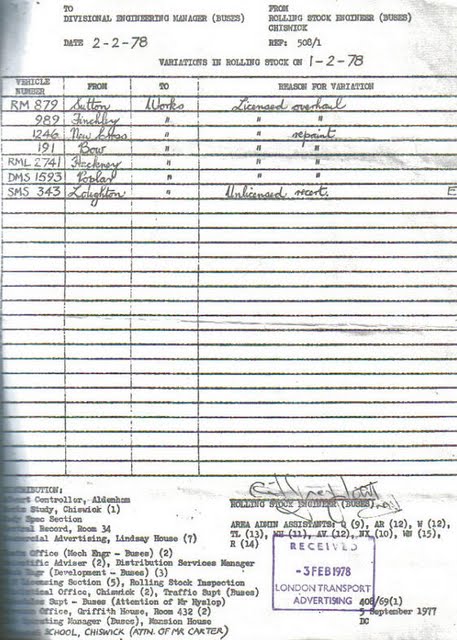 TO
DIVISIONAL ENGINEERING MANAGER (BUSES)
FROM
ROLLING STOCK ENGINEER (BUSES)
CHISWICK
DATE 2-2-78
REF: 508/1
VARIATIONS IN ROLLING STOCK ON 1-2-78
VEHICLE NUMBER FROM TO REASON FOR VARIATION
RM 879 Sutton Works Licensed overhaul
989 Finchley " " "
1246 New Cross " " repaint
191 Bow " " "
RML 2741 Hackney " " "
DMS 1593 Poplar " " "
SMS 343 Loughton " Unlicensed recert. E
DISTRIBUTION:
Controller, Aldenham
Study, Chiswick (1)
Spec Section
Record, Room 34
Advertising, Lindsay House (7)
Office (Mech Engr - Buses) (2)
Adviser (2), Distribution Services Manager
Engr (Development) (3)
Licensing Section (5), Rolling Stock Inspection
Office, Chiswick (2), Traffic Supt (Buses)
Supt - Buses (Attention of Mr Hyslop)
Office, Griffith House, Room 432 (2)
Operating Manager (Buses), Mansion House
SCHOOL, CHISWICK (ATTN. OF MR CARTER)
ROLLING STOCK ENGINEER (BUSES)
AREA ADMIN ASSISTANTS: Q (9), AR (12), W (12),
TL (13), WH (11), AV (12), NX (10), WN (15),
R (14)
RECEIVED
-3 FEB 1978
LONDON TRANSPORT
ADVERTISING
408/69(1)
5 September 1977
DC